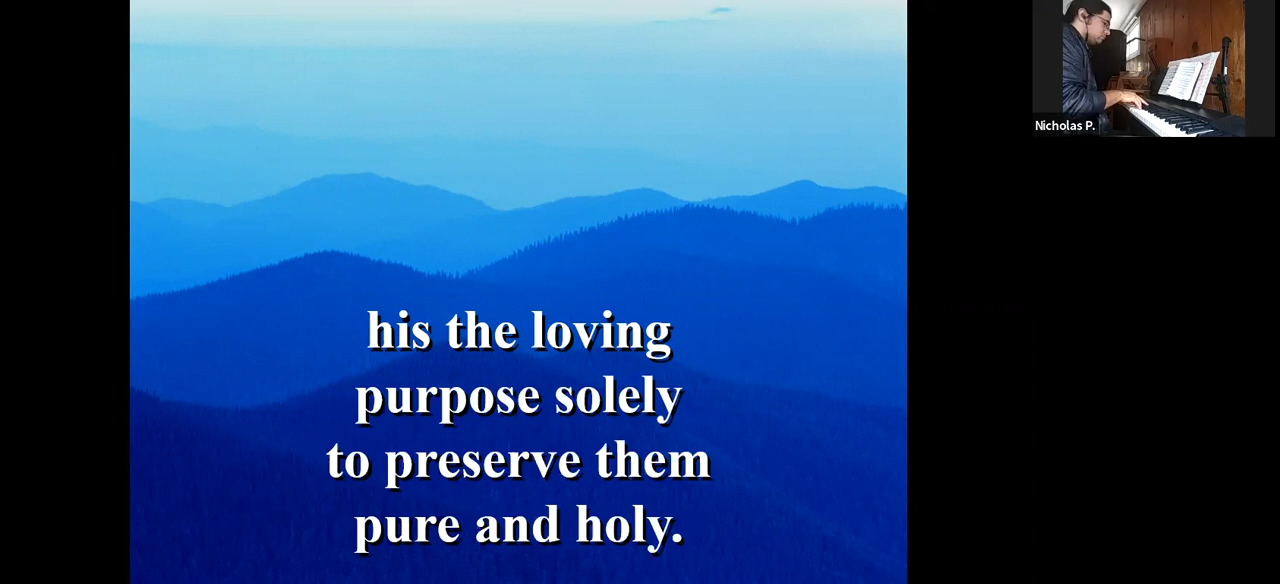 his the loving
purpose solely
to preserve them
pure and holy.
Nicholas P.